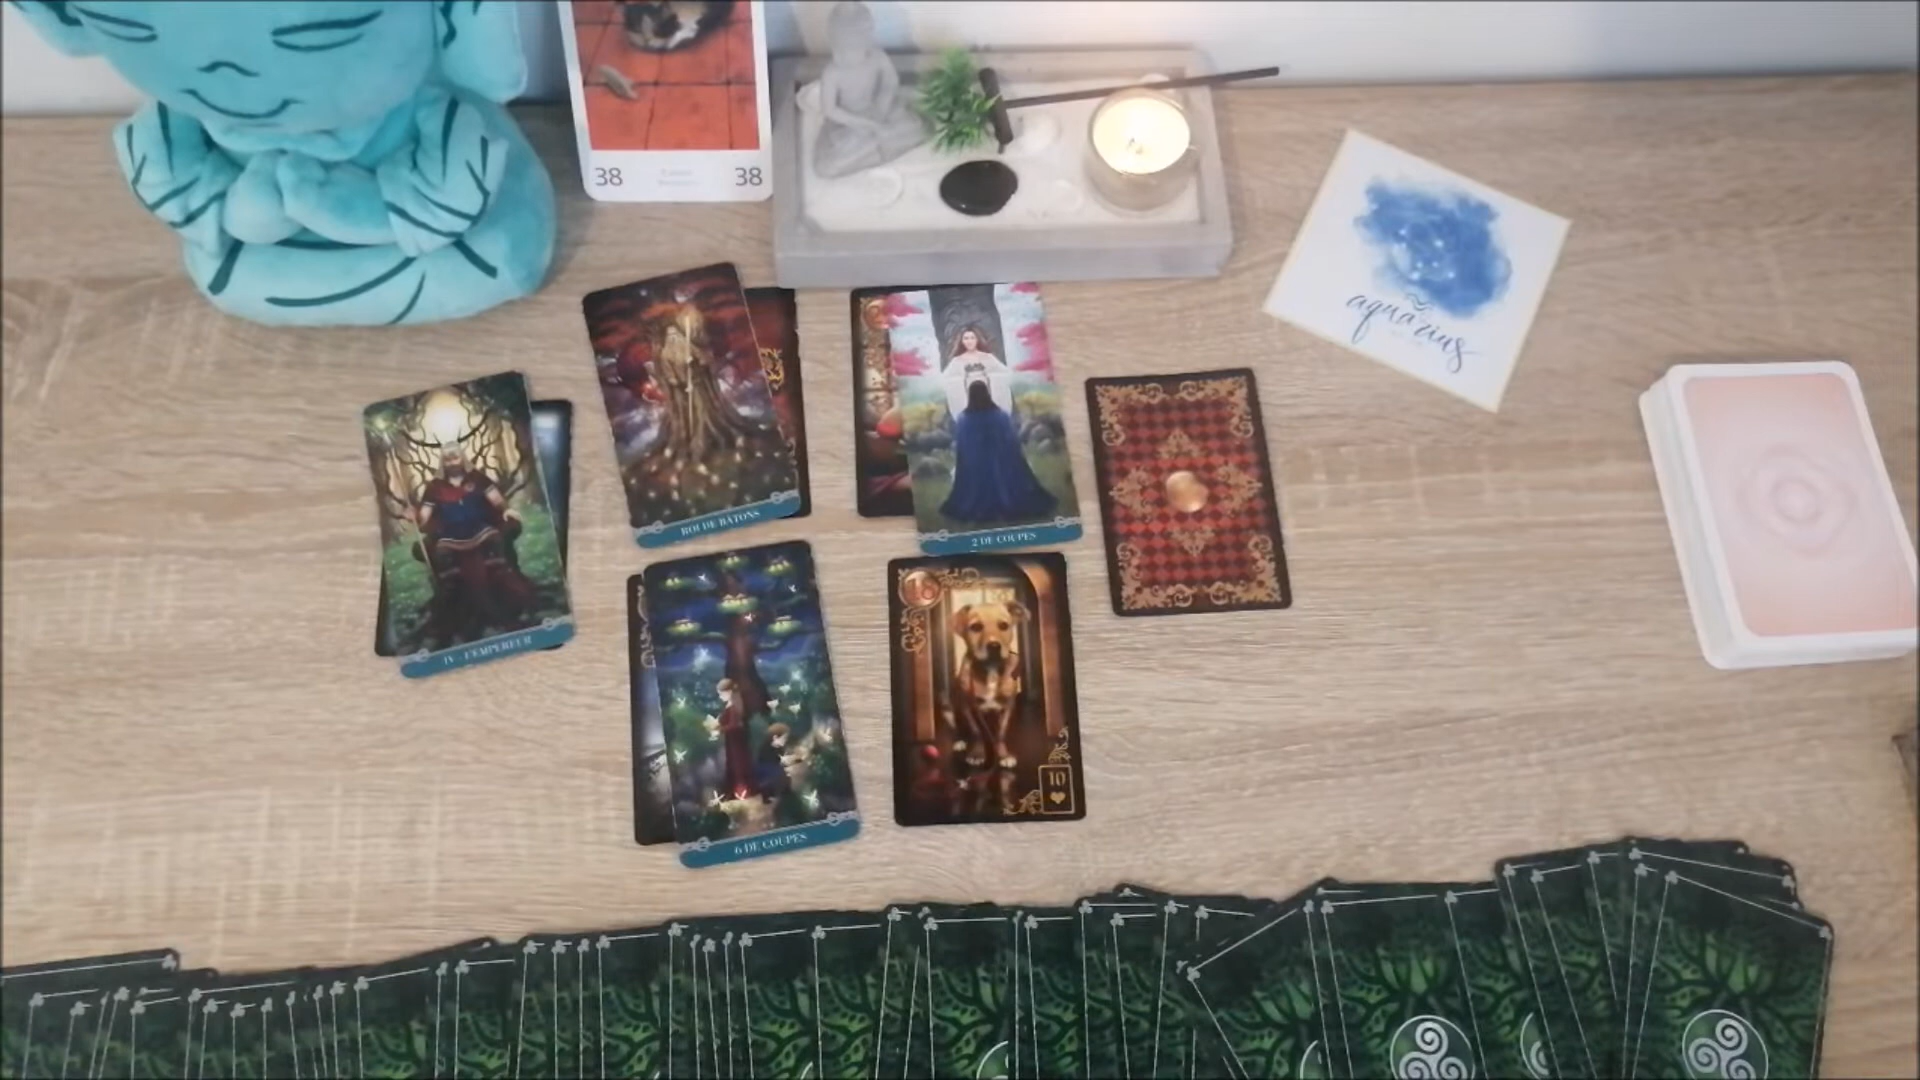 38 38
aquarius
ROI DE BÂTONS
2 DE COUPES
18
IV - L'EMPEREUR
10
6 DE COUPES